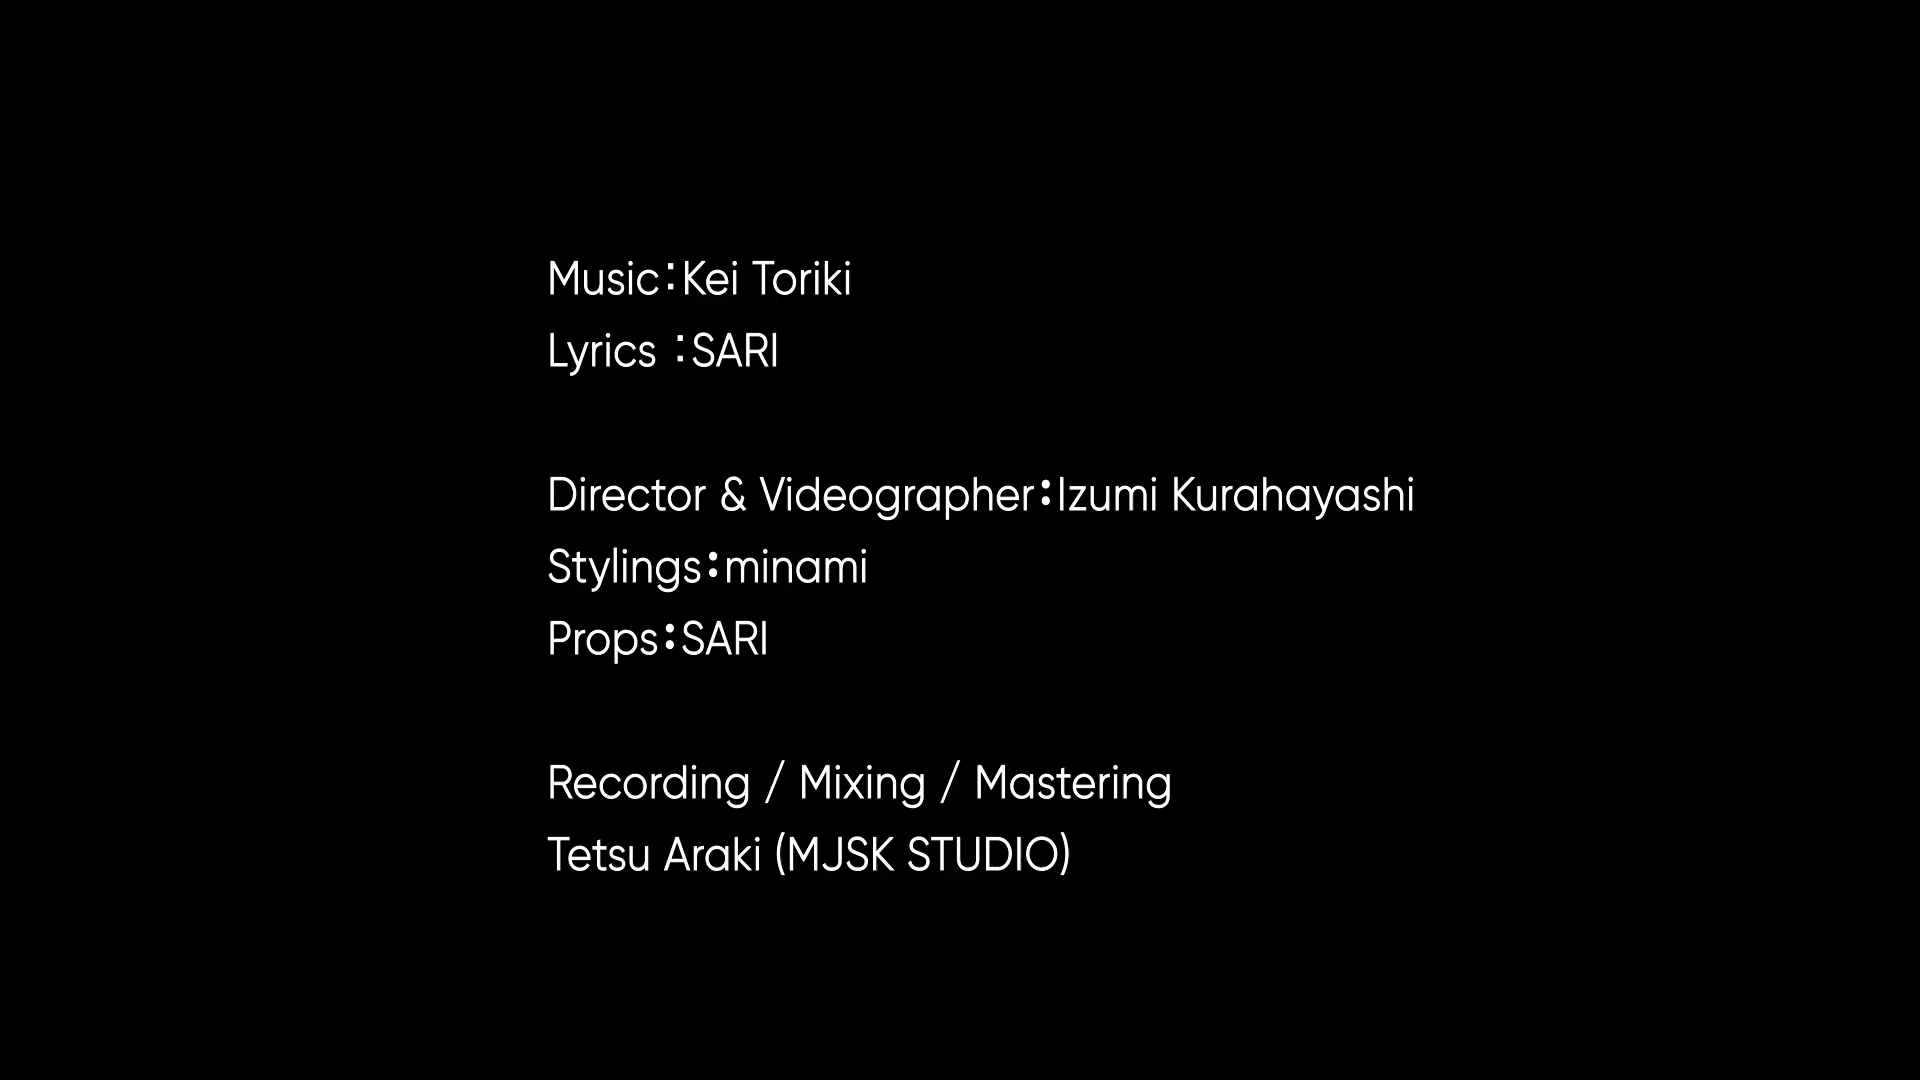 Music：Kei Toriki
Lyrics ：SARI
Director & Videographer：Izumi Kurahayashi
Stylings：minami
Props：SARI
Recording / Mixing / Mastering
Tetsu Araki (MJSK STUDIO)